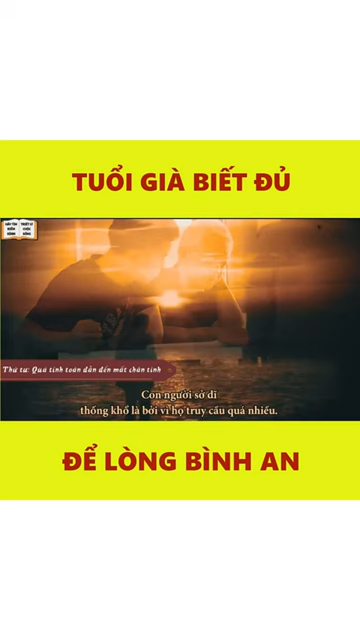 TUỔI GIÀ BIẾT ĐỦ
Thứ tư: Quá tính toán dẫn đến mất chân tình
Con người sở dĩ
thống khổ là bởi vì họ truy cầu quá nhiều.
ĐỂ LÒNG BÌNH AN